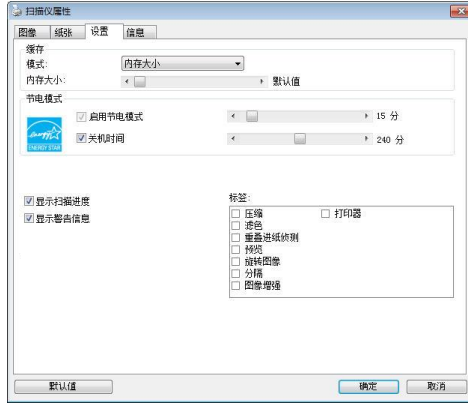 扫描仪属性
图像 纸张 设置 信息
缓存
模式: 内存大小
内存大小: 默认值
节电模式
启用节电模式 15 分
关机时间 240 分
ENERGY STAR
显示扫描进度
显示警告信息
标签:
压缩 打印器
滤色
重叠进纸侦测
预览
旋转图像
分隔
图像增强
默认值 确定 取消